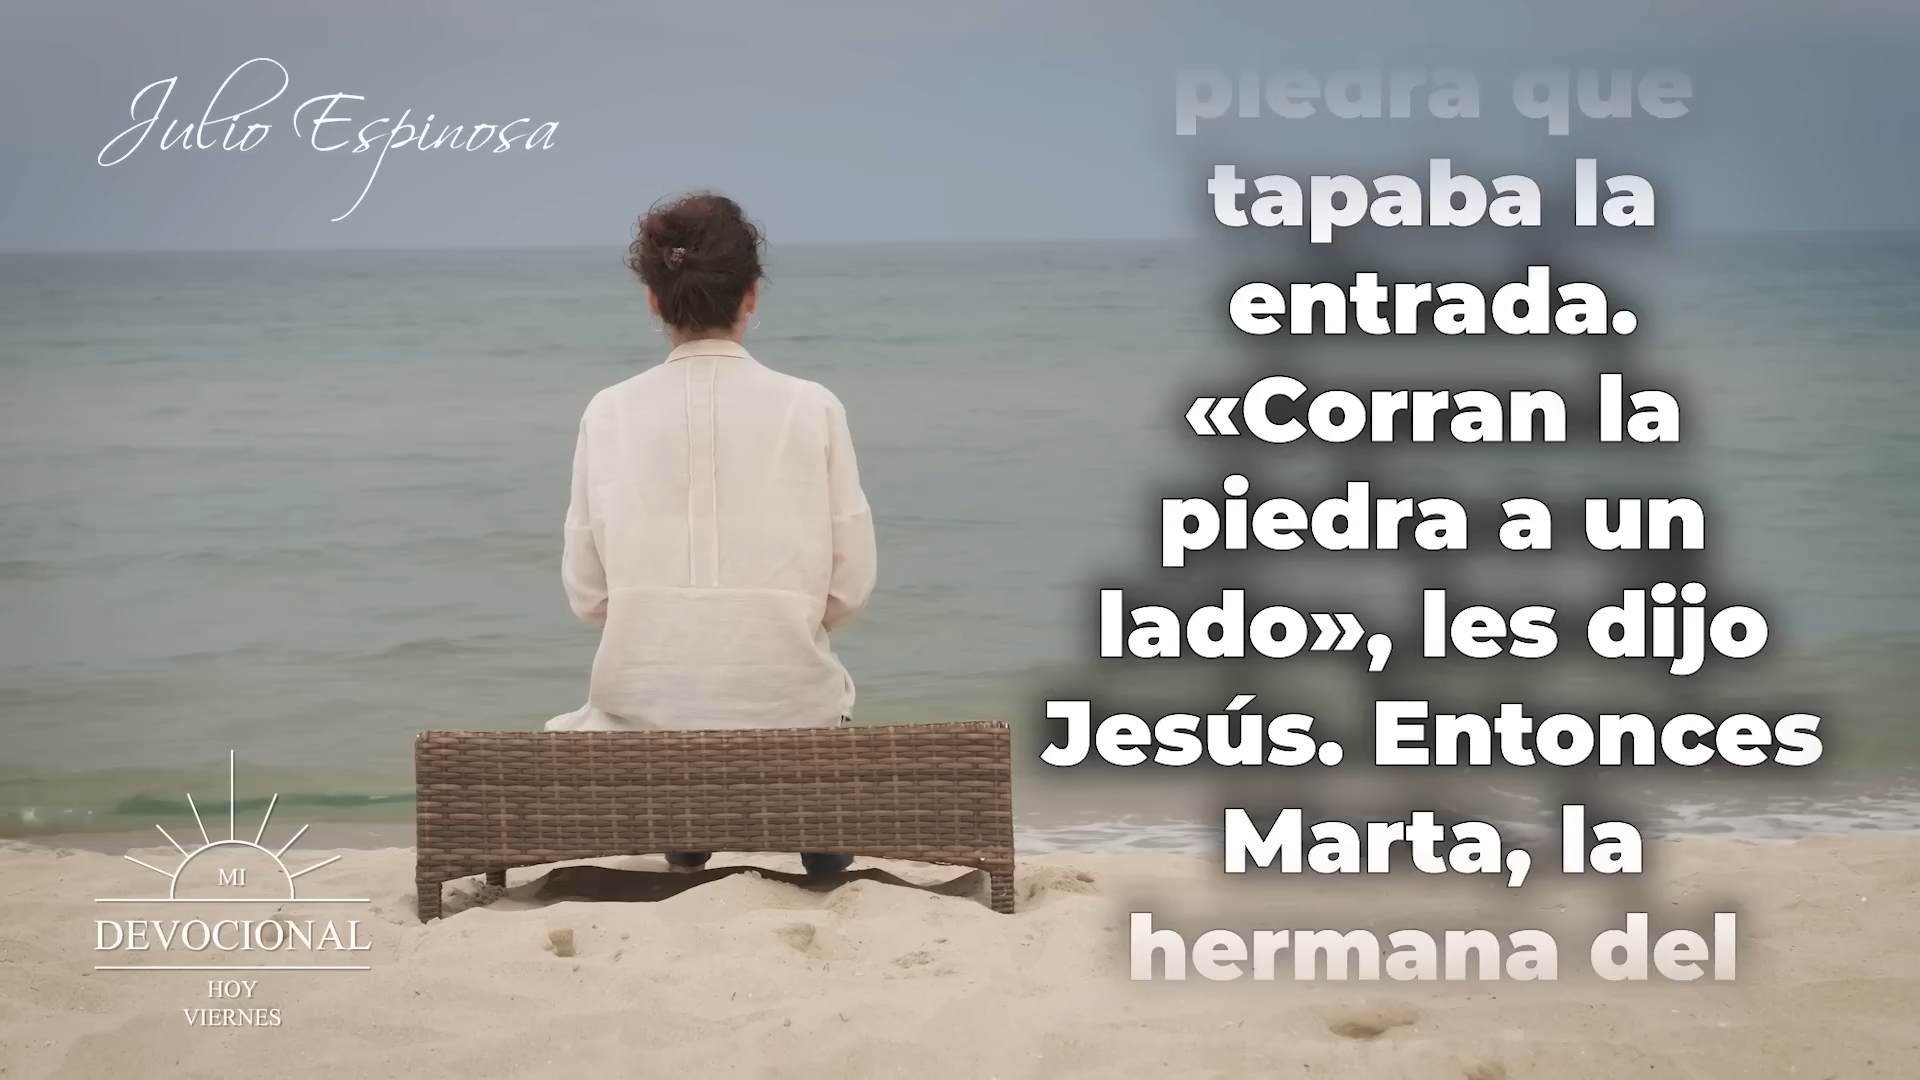 Julio Espinosa
piedra que
tapaba la
entrada.
«Corran la
piedra a un
lado», les dijo
Jesús. Entonces
Marta, la
hermana del
MI
DEVOCIONAL
HOY
VIERNES